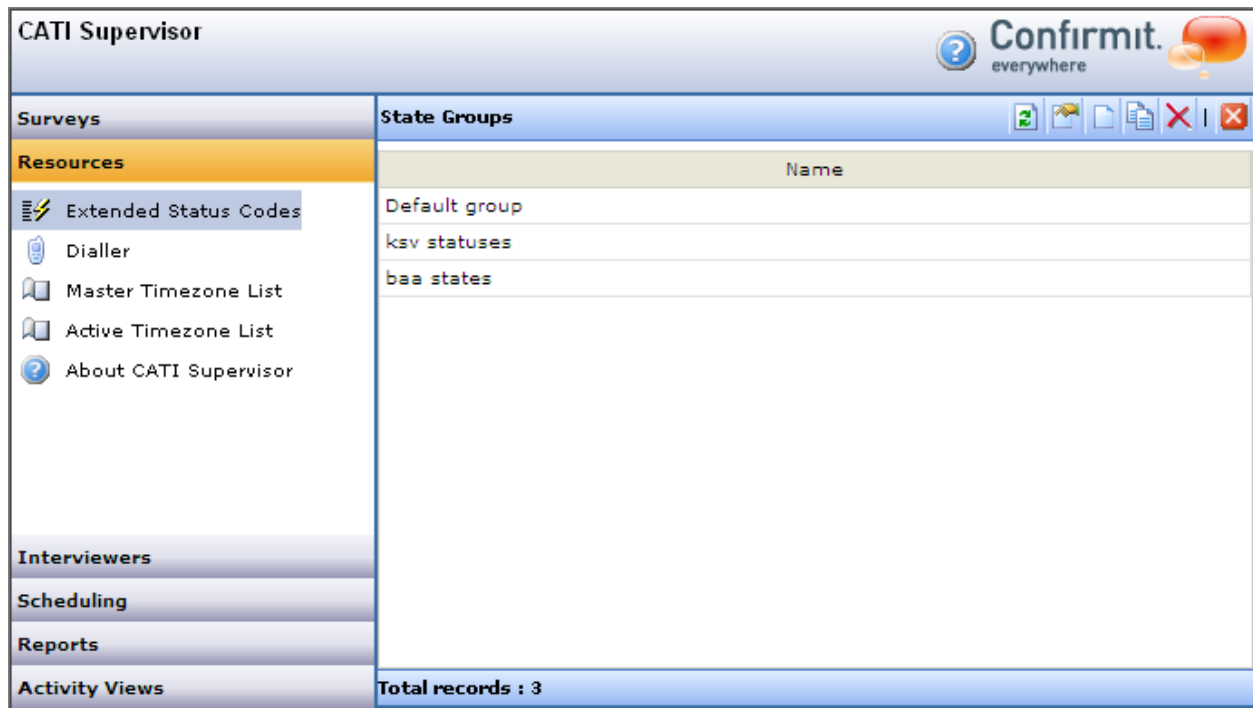 CATI Supervisor
Confirmit.
everywhere
Surveys
Resources
Extended Status Codes
Dialler
Master Timezone List
Active Timezone List
About CATI Supervisor
Interviewers
Scheduling
Reports
Activity Views
State Groups
Name
Default group
ksv statuses
baa states
Total records : 3